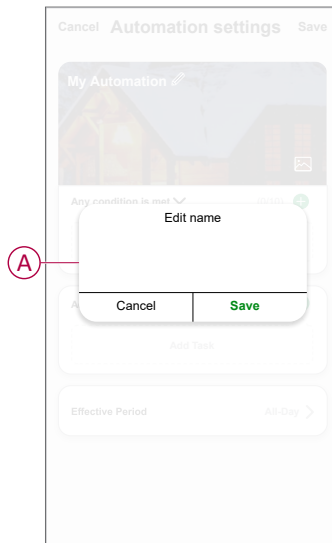 Cancel Automation settings Save
My Automation
Any condition is met
Edit name
A
Cancel Save
Add Task
Effective Period All-Day